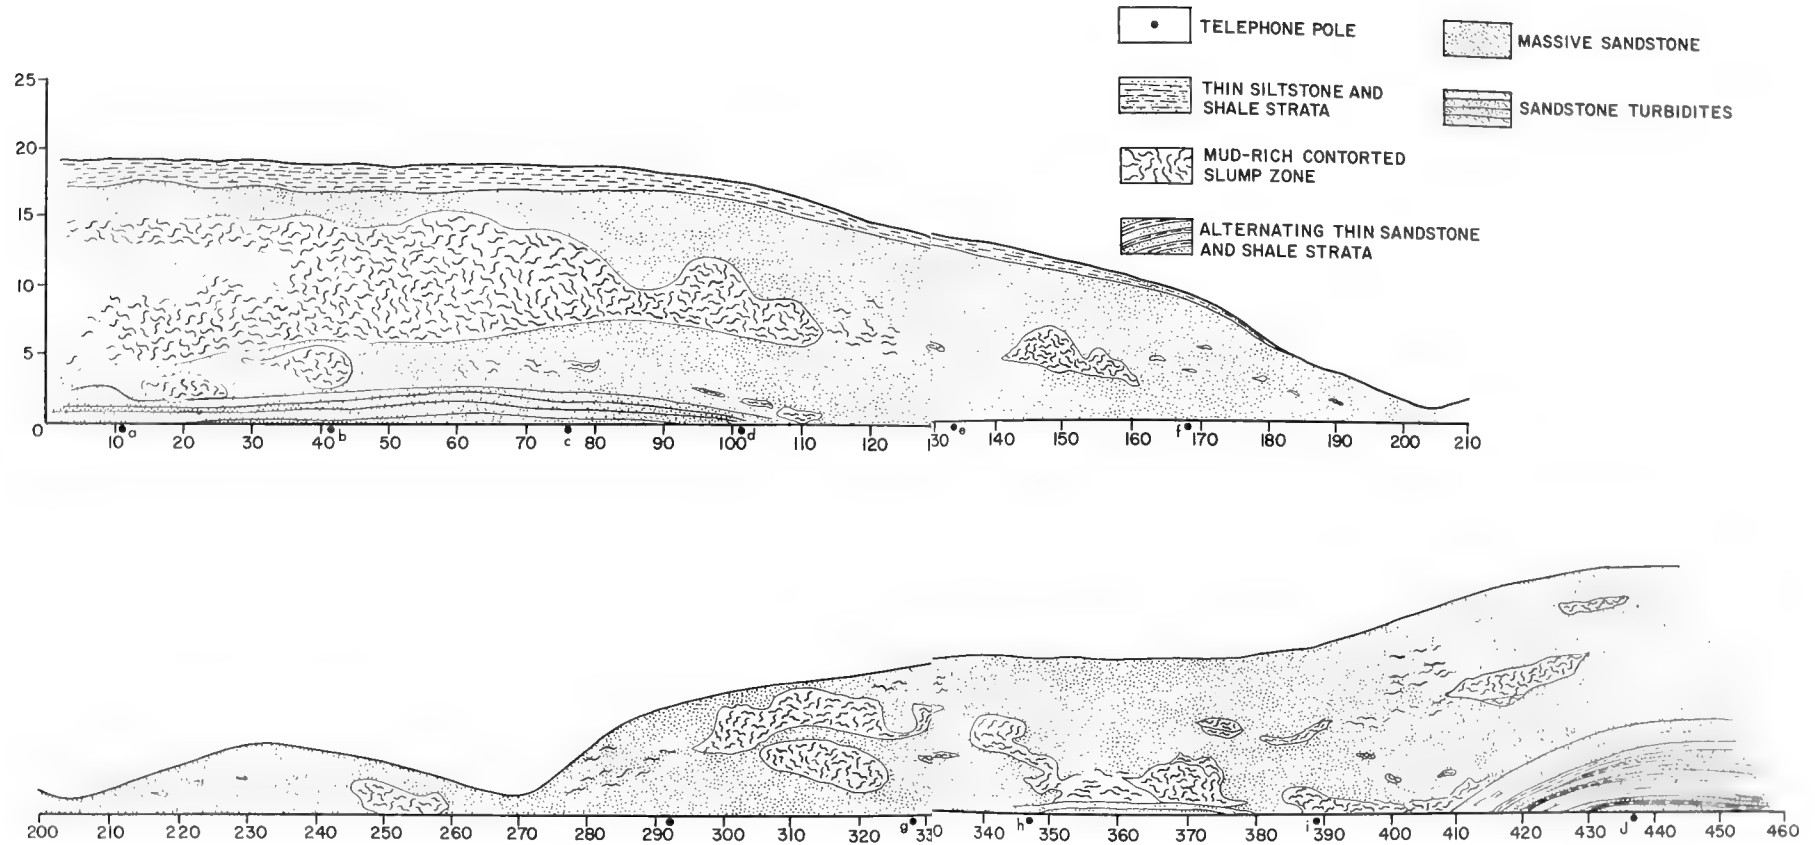 TELEPHONE POLE
MASSIVE SANDSTONE
THIN SILTSTONE AND
SHALE STRATA
SANDSTONE TURBIDITES
MUD-RICH CONTORTED
SLUMP ZONE
ALTERNATING THIN SANDSTONE
AND SHALE STRATA
25
20
15
10
5
0
10 a 20 30 b 40 50 60 70 c 80 90 100 d 110 120 130 e 140 150 160 f 170 180 190 200 210
200 210 220 230 240 250 260 270 280 290 300 310 320 g 330 340 h 350 360 370 380 i 390 400 410 420 430 J 440 450 460